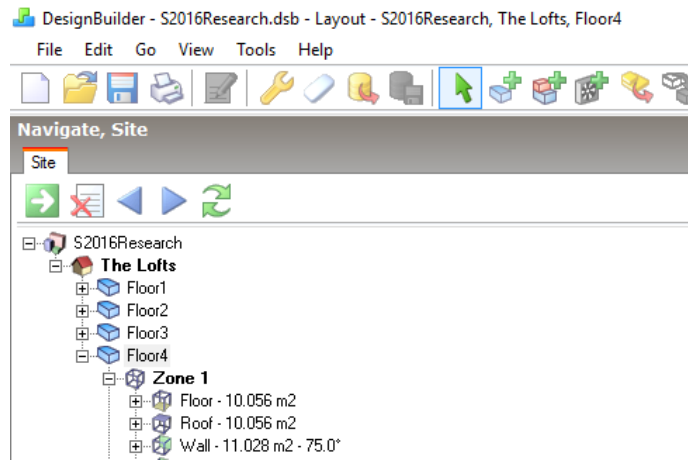 DesignBuilder - S2016Research.dsb - Layout - S2016Research, The Lofts, Floor4
File Edit Go View Tools Help
Navigate, Site
Site
S2016Research
The Lofts
Floor1
Floor2
Floor3
Floor4
Zone 1
Floor - 10.056 m2
Roof - 10.056 m2
Wall - 11.028 m2 - 75.0°